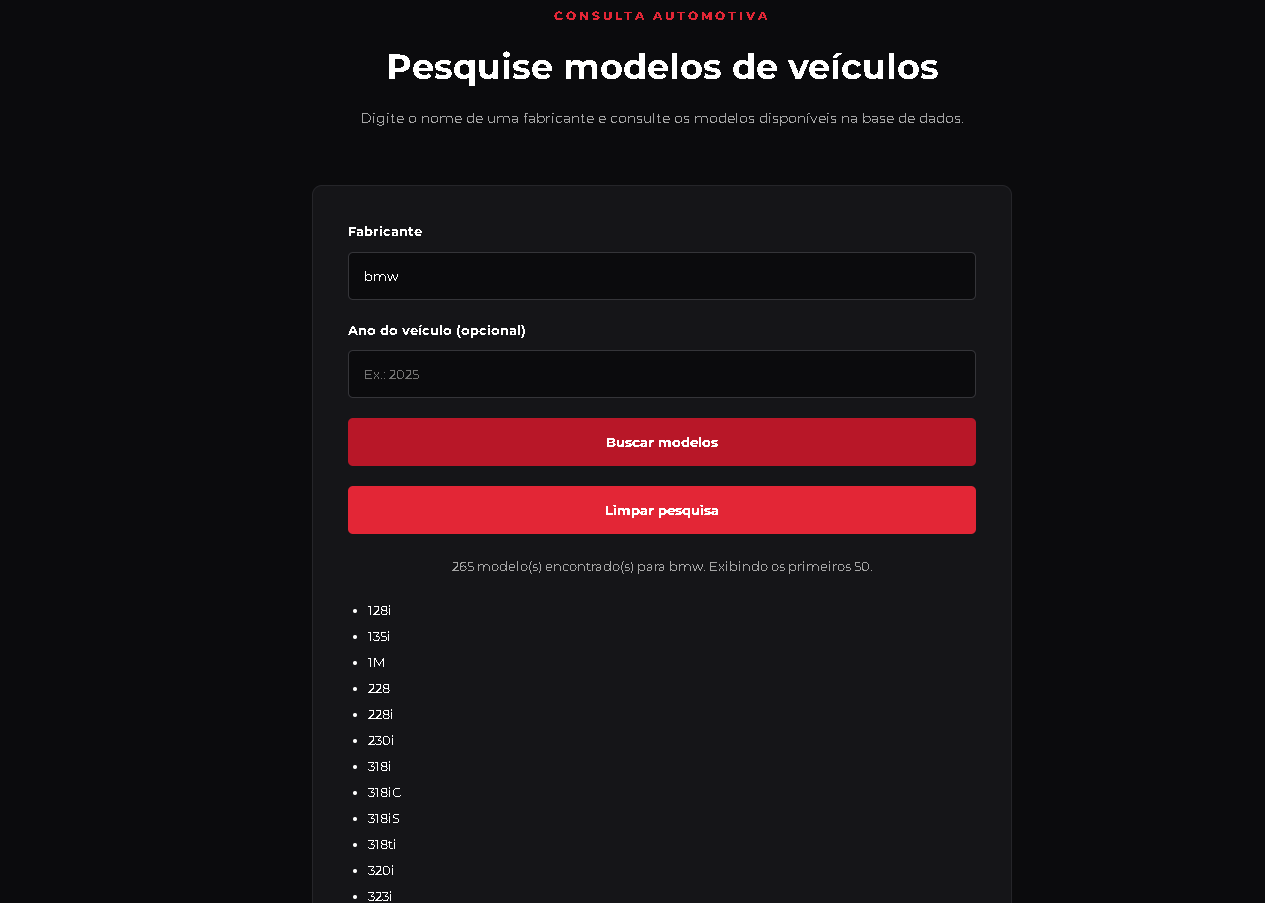 CONSULTA AUTOMOTIVA
Pesquise modelos de veículos
Digite o nome de uma fabricante e consulte os modelos disponíveis na base de dados.
Fabricante
bmw
Ano do veículo (opcional)
Ex.: 2025
Buscar modelos
Limpar pesquisa
265 modelo(s) encontrado(s) para bmw. Exibindo os primeiros 50.
• 128i
• 135i
• 1M
• 228
• 228i
• 230i
• 318i
• 318iC
• 318iS
• 318ti
• 320i
• 323i